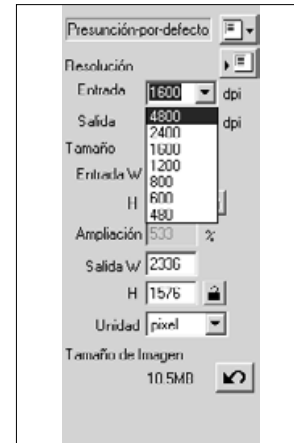 Presunción-por-defecto
Resolución
Entrada 1600 dpi
Salida dpi
4800
2400
1600
1200
800
600
480
Tamaño
Entrada W
H
Ampliación 533 %
Salida W 2336
H 1576
Unidad pixel
Tamaño de Imagen
10.5MB